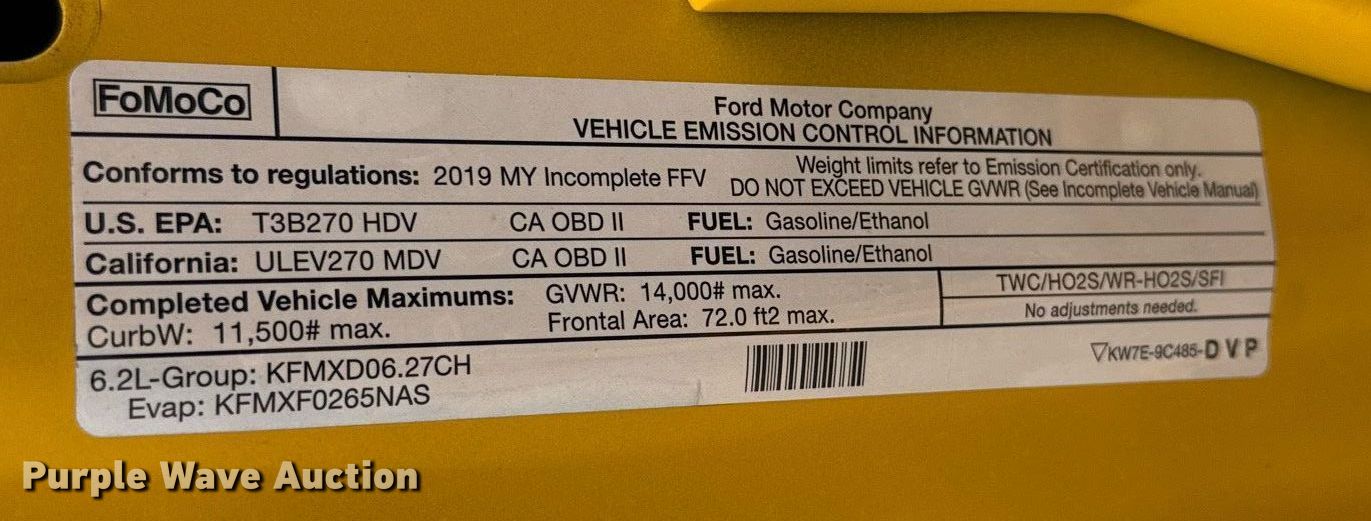 FoMoCo
Ford Motor Company
VEHICLE EMISSION CONTROL INFORMATION
Conforms to regulations: 2019 MY Incomplete FFV
Weight limits refer to Emission Certification only.
DO NOT EXCEED VEHICLE GVWR (See Incomplete Vehicle Manual)
U.S. EPA: T3B270 HDV CA OBD II FUEL: Gasoline/Ethanol
California: ULEV270 MDV CA OBD II FUEL: Gasoline/Ethanol
Completed Vehicle Maximums: GVWR: 14,000# max.
CurbW: 11,500# max. Frontal Area: 72.0 ft2 max.
TWC/HO2S/WR-HO2S/SFI
No adjustments needed.
6.2L-Group: KFMXD06.27CH
Evap: KFMXF0265NAS
▽KW7E-9C485-D V P
Purple Wave Auction